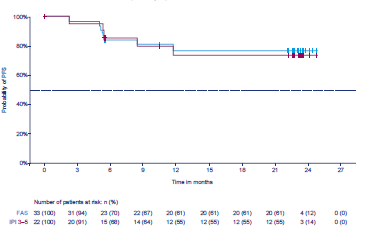 100%
80%
60%
40%
20%
0%
Probability of PFS
0 3 6 9 12 15 18 21 24 27
Time in months
Number of patients at risk: n (%)
FAS 33 (100) 31 (94) 23 (70) 22 (67) 20 (61) 20 (61) 20 (61) 20 (61) 4 (12) 0 (0)
IPI 3–5 22 (100) 20 (91) 15 (68) 14 (64) 12 (55) 12 (55) 12 (55) 12 (55) 3 (14) 0 (0)